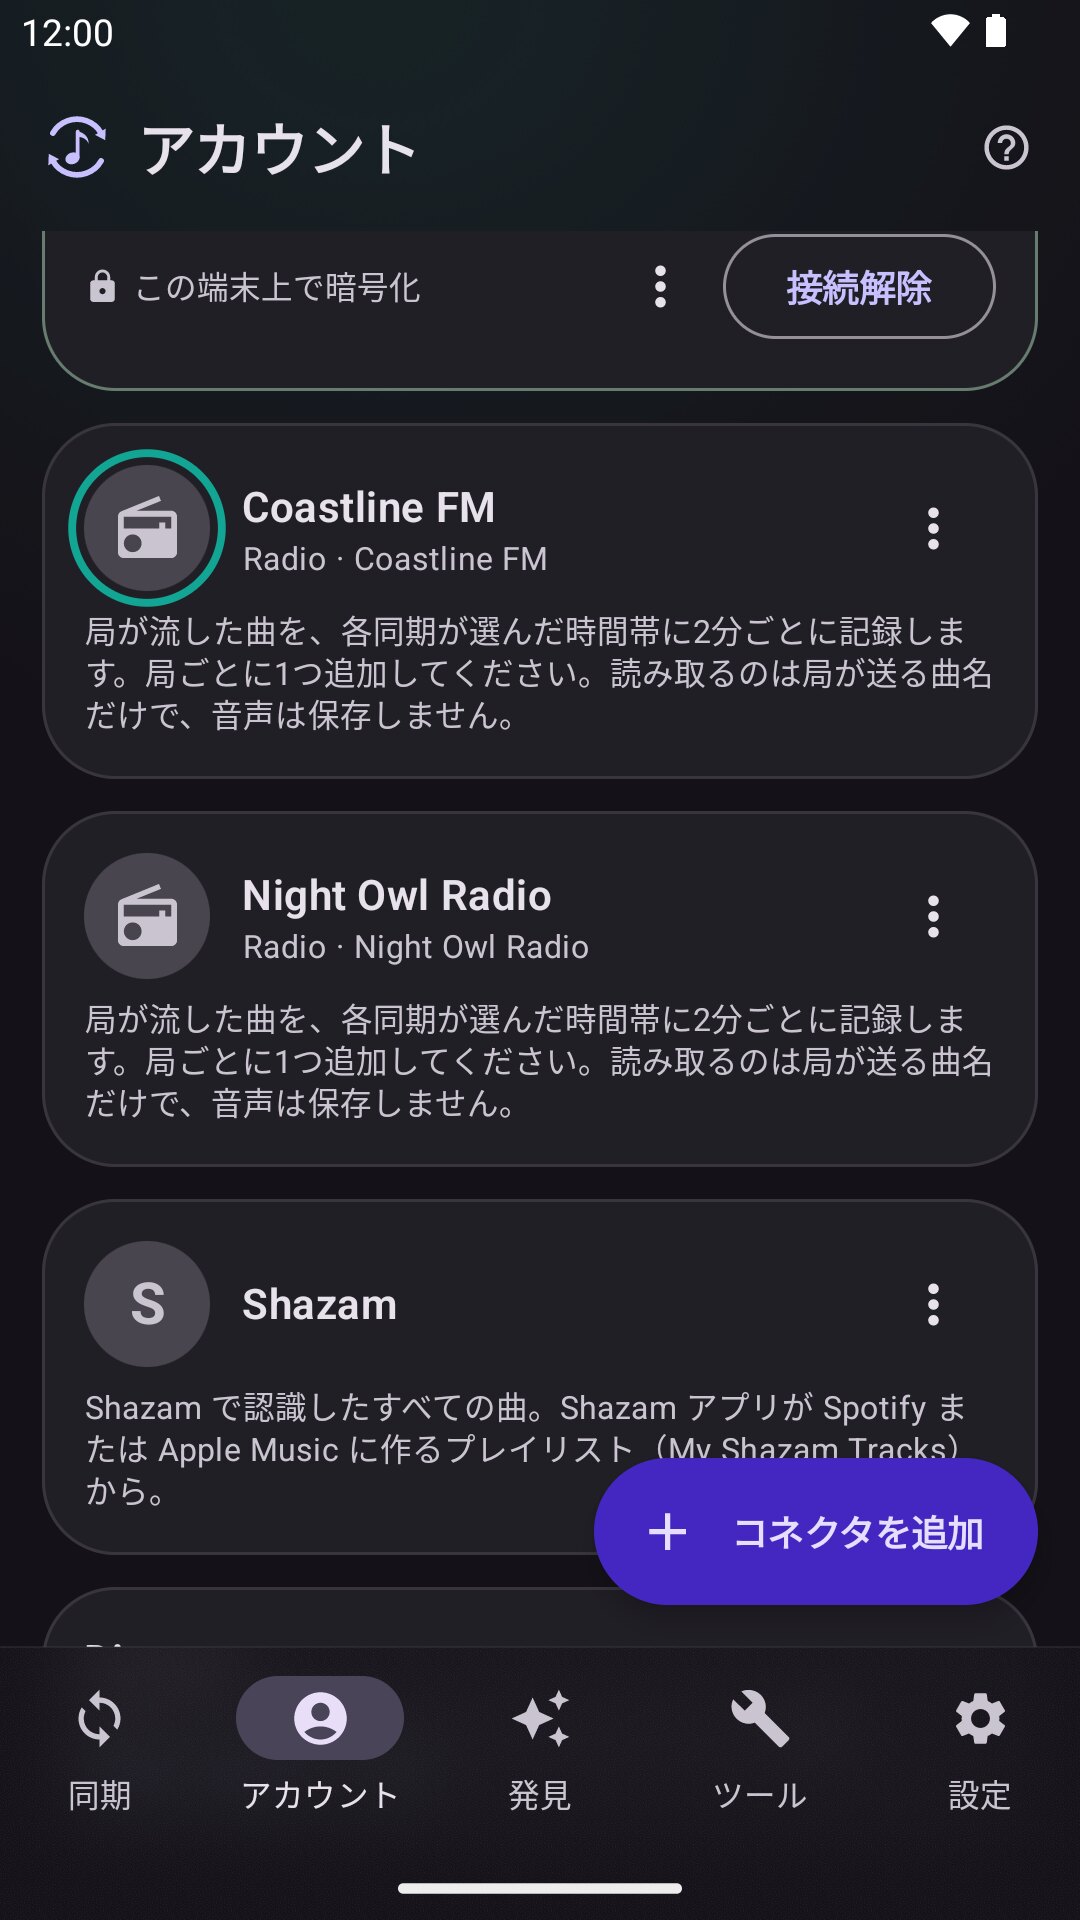 12:00
アカウント
この端末上で暗号化
接続解除
Coastline FM
Radio · Coastline FM
局が流した曲を、各同期が選んだ時間帯に2分ごとに記録しま
す。局ごとに1つ追加してください。読み取るのは局が送る曲名
だけで、音声は保存しません。
Night Owl Radio
Radio · Night Owl Radio
局が流した曲を、各同期が選んだ時間帯に2分ごとに記録しま
す。局ごとに1つ追加してください。読み取るのは局が送る曲名
だけで、音声は保存しません。
S
Shazam
Shazam で認識したすべての曲。Shazam アプリが Spotify ま
たは Apple Music に作るプレイリスト（My Shazam Tracks）
から。
コネクタを追加
同期
アカウント
発見
ツール
設定